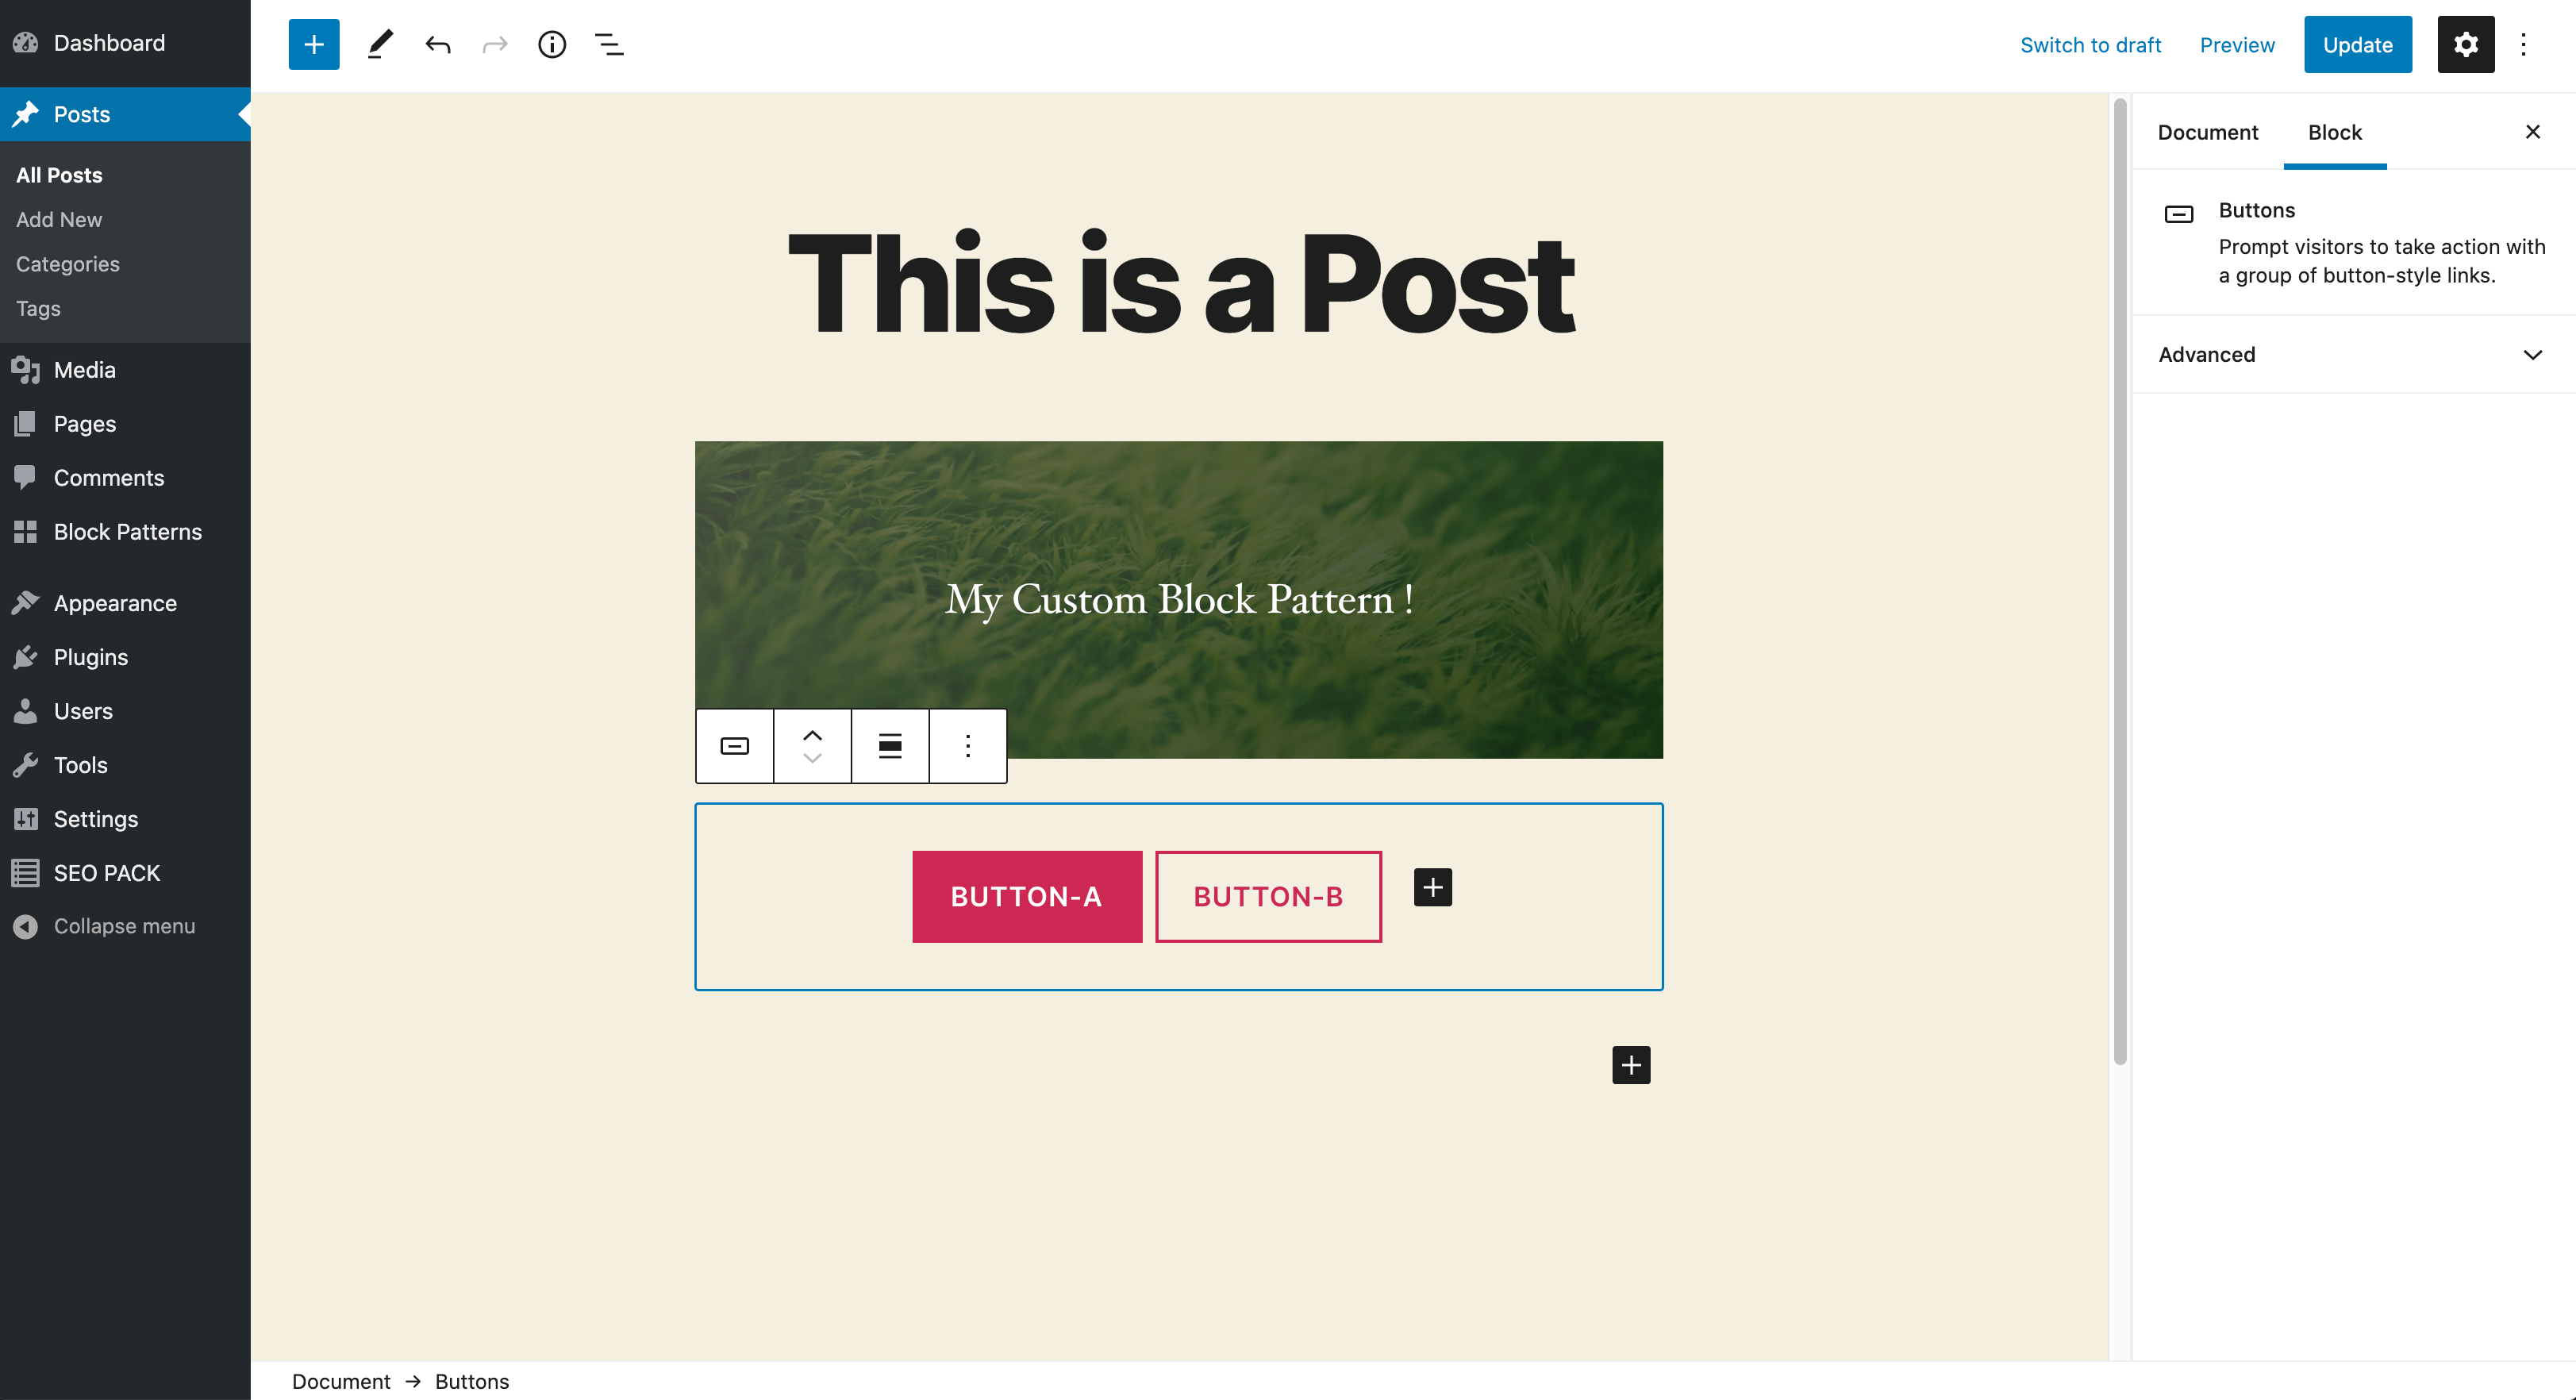 Dashboard
Posts
All Posts
Add New
Categories
Tags
Media
Pages
Comments
Block Patterns
Appearance
Plugins
Users
Tools
Settings
SEO PACK
Collapse menu
Switch to draft
Preview
Update
This is a Post
My Custom Block Pattern !
BUTTON-A
BUTTON-B
Document
Block
Buttons
Prompt visitors to take action with
a group of button-style links.
Advanced
Document → Buttons